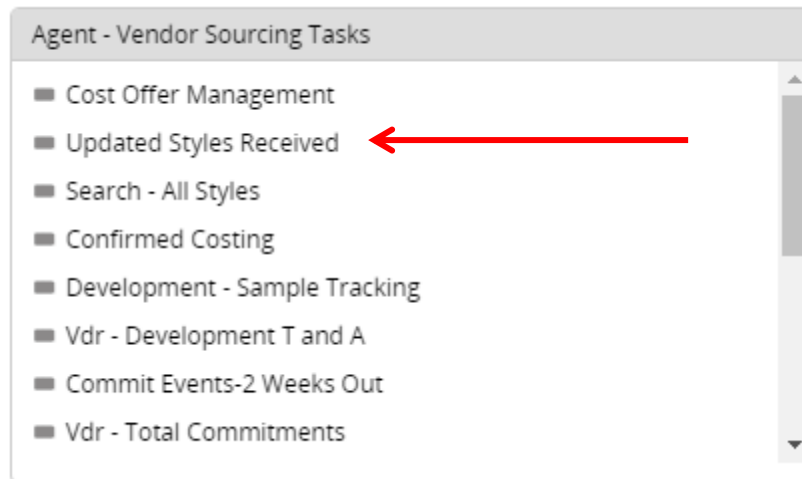 Agent - Vendor Sourcing Tasks
Cost Offer Management
Updated Styles Received
Search - All Styles
Confirmed Costing
Development - Sample Tracking
Vdr - Development T and A
Commit Events-2 Weeks Out
Vdr - Total Commitments